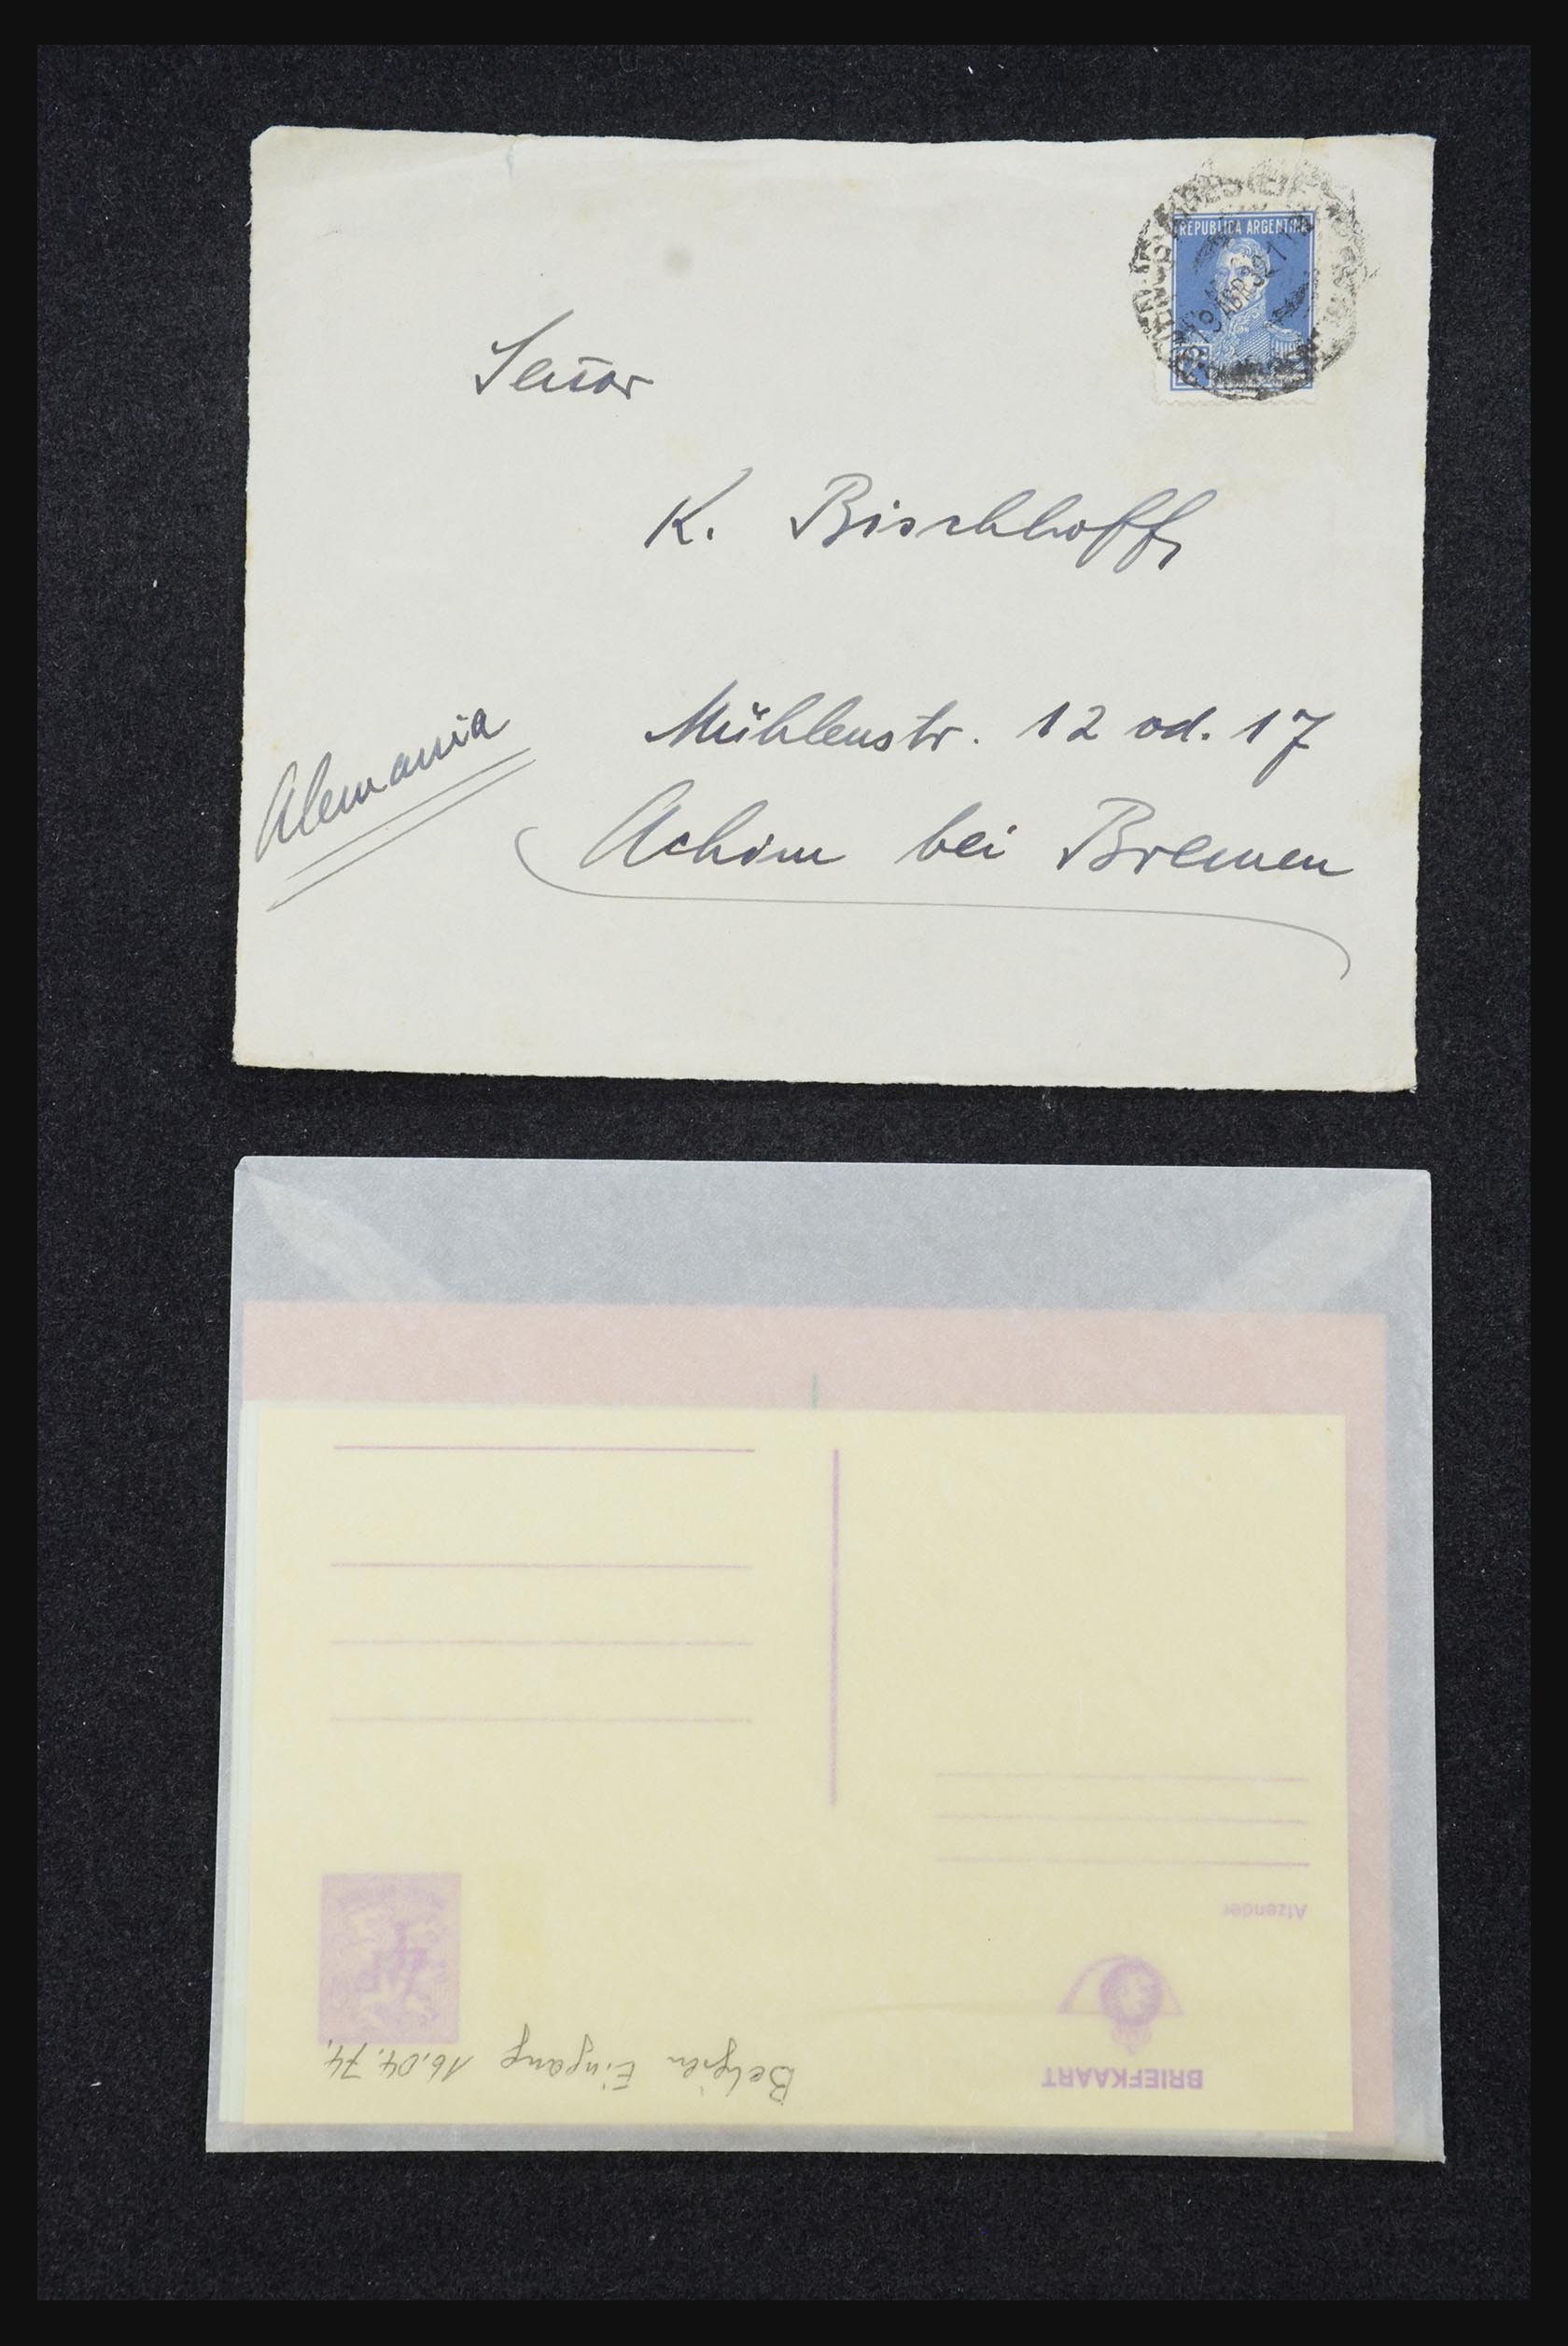 REPUBLICA ARGENTINA
Señor
K. Bischhoff,
Mühlenstr. 12 od. 17
Alemania
Achim bei Bremen
Afzender
BRIEFKAART
Belgien Eingang 16.04.74.